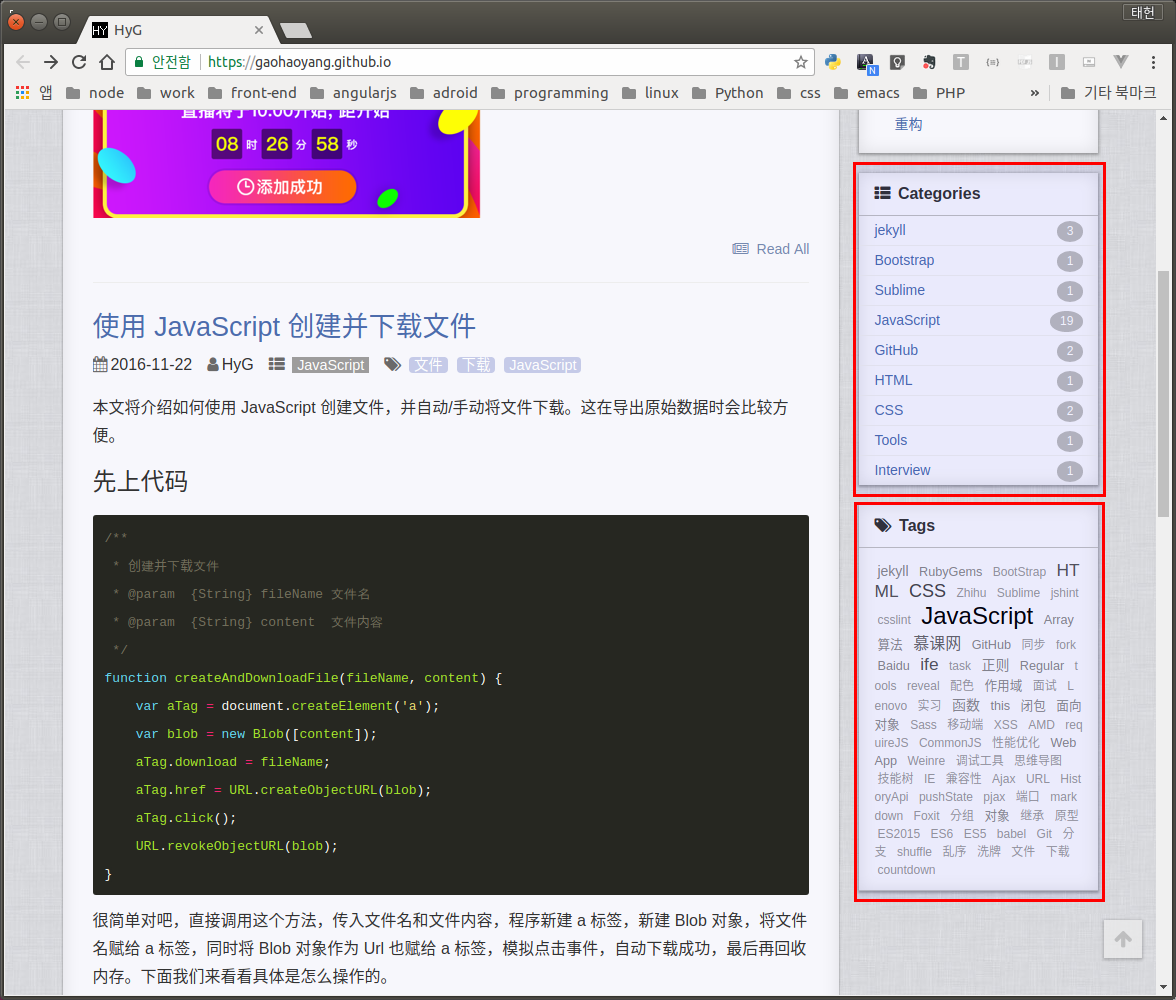 태헌
HyG
안전함 https://gaohaoyang.github.io
앱 node work front-end angularjs adroid programming linux Python css emacs PHP » 기타 북마크
直播将于10:00开始, 距开始
08 时 26 分 58 秒
添加成功
Read All
使用 JavaScript 创建并下载文件
2016-11-22 HyG JavaScript 文件 下载 JavaScript
本文将介绍如何使用 JavaScript 创建文件，并自动/手动将文件下载。这在导出原始数据时会比较方
便。
先上代码
/**
 * 创建并下载文件
 * @param  {String} fileName 文件名
 * @param  {String} content  文件内容
 */
function createAndDownloadFile(fileName, content) {
    var aTag = document.createElement('a');
    var blob = new Blob([content]);
    aTag.download = fileName;
    aTag.href = URL.createObjectURL(blob);
    aTag.click();
    URL.revokeObjectURL(blob);
}
很简单对吧，直接调用这个方法，传入文件名和文件内容，程序新建 a 标签，新建 Blob 对象，将文件
名赋给 a 标签，同时将 Blob 对象作为 Url 也赋给 a 标签，模拟点击事件，自动下载成功，最后再回收
内存。下面我们来看看具体是怎么操作的。
重构
Categories
jekyll 3
Bootstrap 1
Sublime 1
JavaScript 19
GitHub 2
HTML 1
CSS 2
Tools 1
Interview 1
Tags
jekyll RubyGems BootStrap HT
ML CSS Zhihu Sublime jshint
csslint JavaScript Array
算法 慕课网 GitHub 同步 fork
Baidu ife task 正则 Regular t
ools reveal 配色 作用域 面试 L
enovo 实习 函数 this 闭包 面向
对象 Sass 移动端 XSS AMD req
uireJS CommonJS 性能优化 Web
App Weinre 调试工具 思维导图
技能树 IE 兼容性 Ajax URL Hist
oryApi pushState pjax 端口 mark
down Foxit 分组 对象 继承 原型
ES2015 ES6 ES5 babel Git 分
支 shuffle 乱序 洗牌 文件 下载
countdown